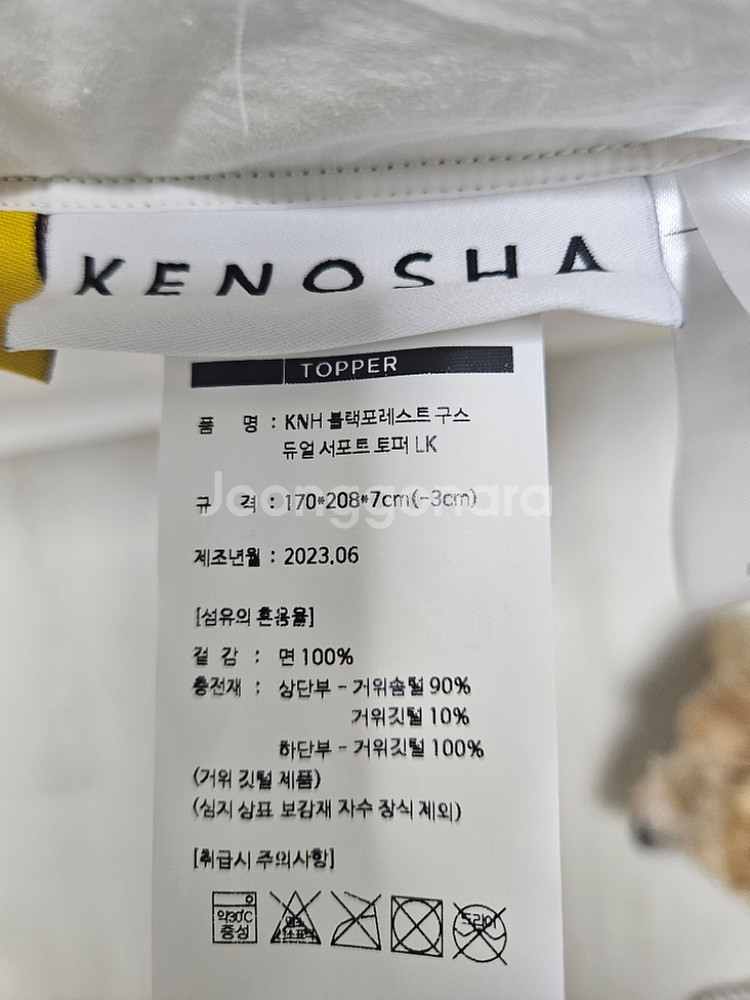 KENOSHA
TOPPER
품 명 : KNH 블랙포레스트 구스
듀얼 서포트 토퍼 LK
규 격 : 170*208*7cm(-3cm)
Joonggonara
제조년월 : 2023.06
[섬유의 혼용율]
겉 감 : 면 100%
충전재 : 상단부 - 거위솜털 90%
거위깃털 10%
하단부 - 거위깃털 100%
(거위 깃털 제품)
(심지 상표 보감재 자수 장식 제외)
[취급시 주의사항]
약30℃
중성
드라이